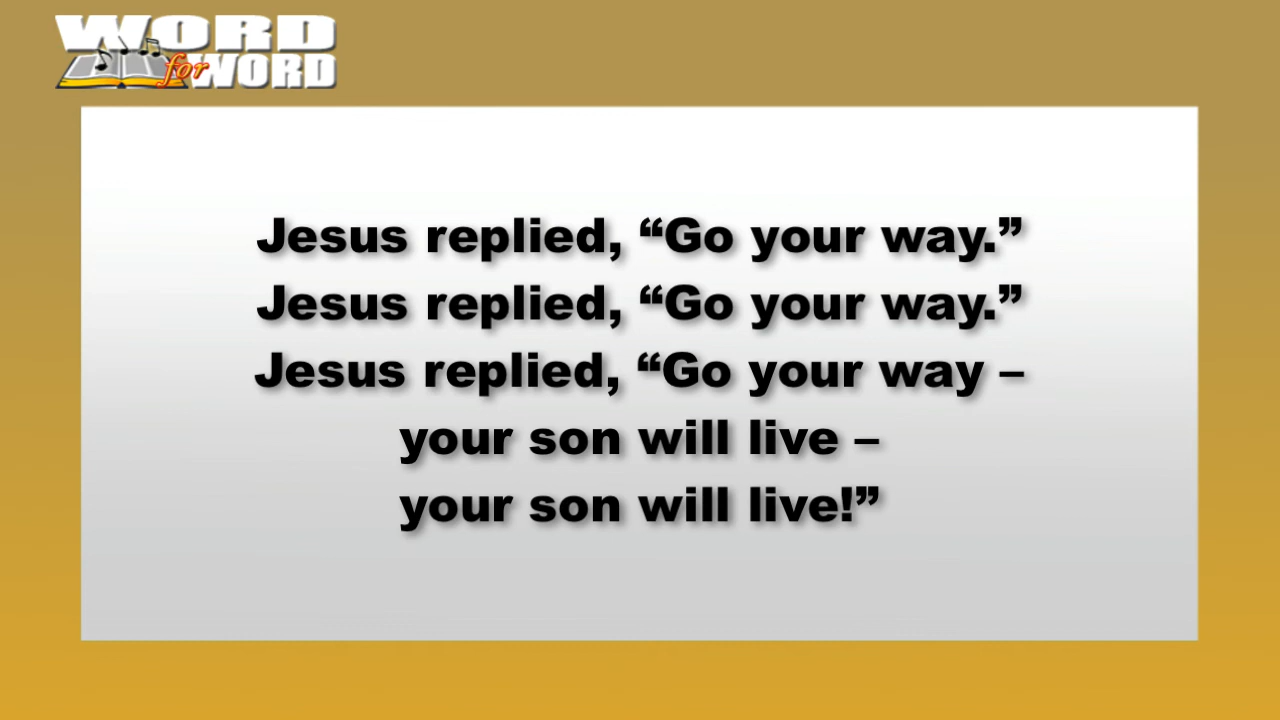 WORD
for WORD
Jesus replied, “Go your way.”
Jesus replied, “Go your way.”
Jesus replied, “Go your way –
your son will live –
your son will live!”